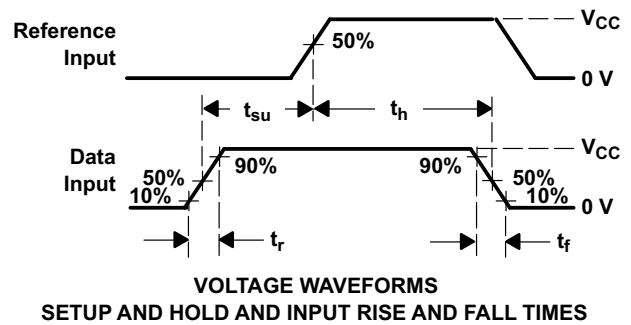 Reference
Input
50%
VCC
0 V
tsu
th
Data
Input
50%
10%
90%
90%
VCC
50%
10%
0 V
tr
tf
VOLTAGE WAVEFORMS
SETUP AND HOLD AND INPUT RISE AND FALL TIMES